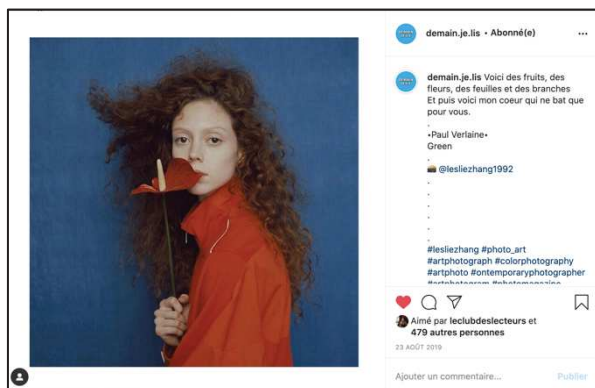 demain.je.lis • Abonné(e)
demain.je.lis Voici des fruits, des
fleurs, des feuilles et des branches
Et puis voici mon coeur qui ne bat que
pour vous.
.
•Paul Verlaine•
Green
.
📷 @lesliezhang1992
.
.
.
.
.
.
#lesliezhang #photo_art
#artphotograph #colorphotography
#artphoto #ontemporaryphotographer
#artphotogram #photomagazine
Aimé par leclubdeslecteurs et
479 autres personnes
23 AOÛT 2019
Ajouter un commentaire... Publier